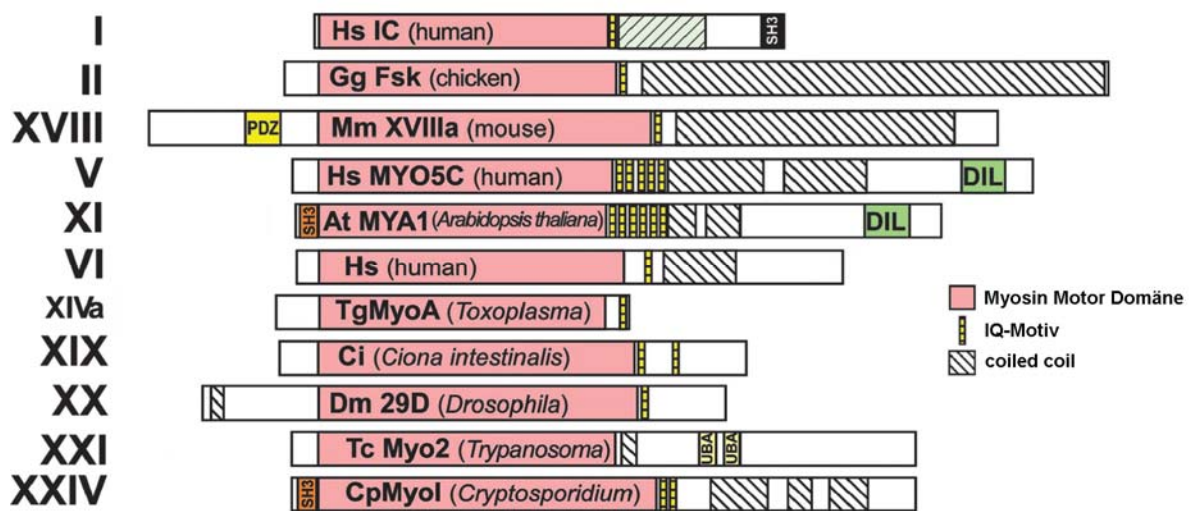 I Hs IC (human) SH3
II Gg Fsk (chicken)
XVIII PDZ Mm XVIIIa (mouse)
V Hs MYO5C (human) DIL
XI SH3 At MYA1 (Arabidopsis thaliana) DIL
VI Hs (human)
XIVa TgMyoA (Toxoplasma)
XIX Ci (Ciona intestinalis)
XX Dm 29D (Drosophila)
XXI Tc Myo2 (Trypanosoma) UBA UBA
XXIV SH3 CpMyoI (Cryptosporidium)
Myosin Motor Domäne
IQ-Motiv
coiled coil